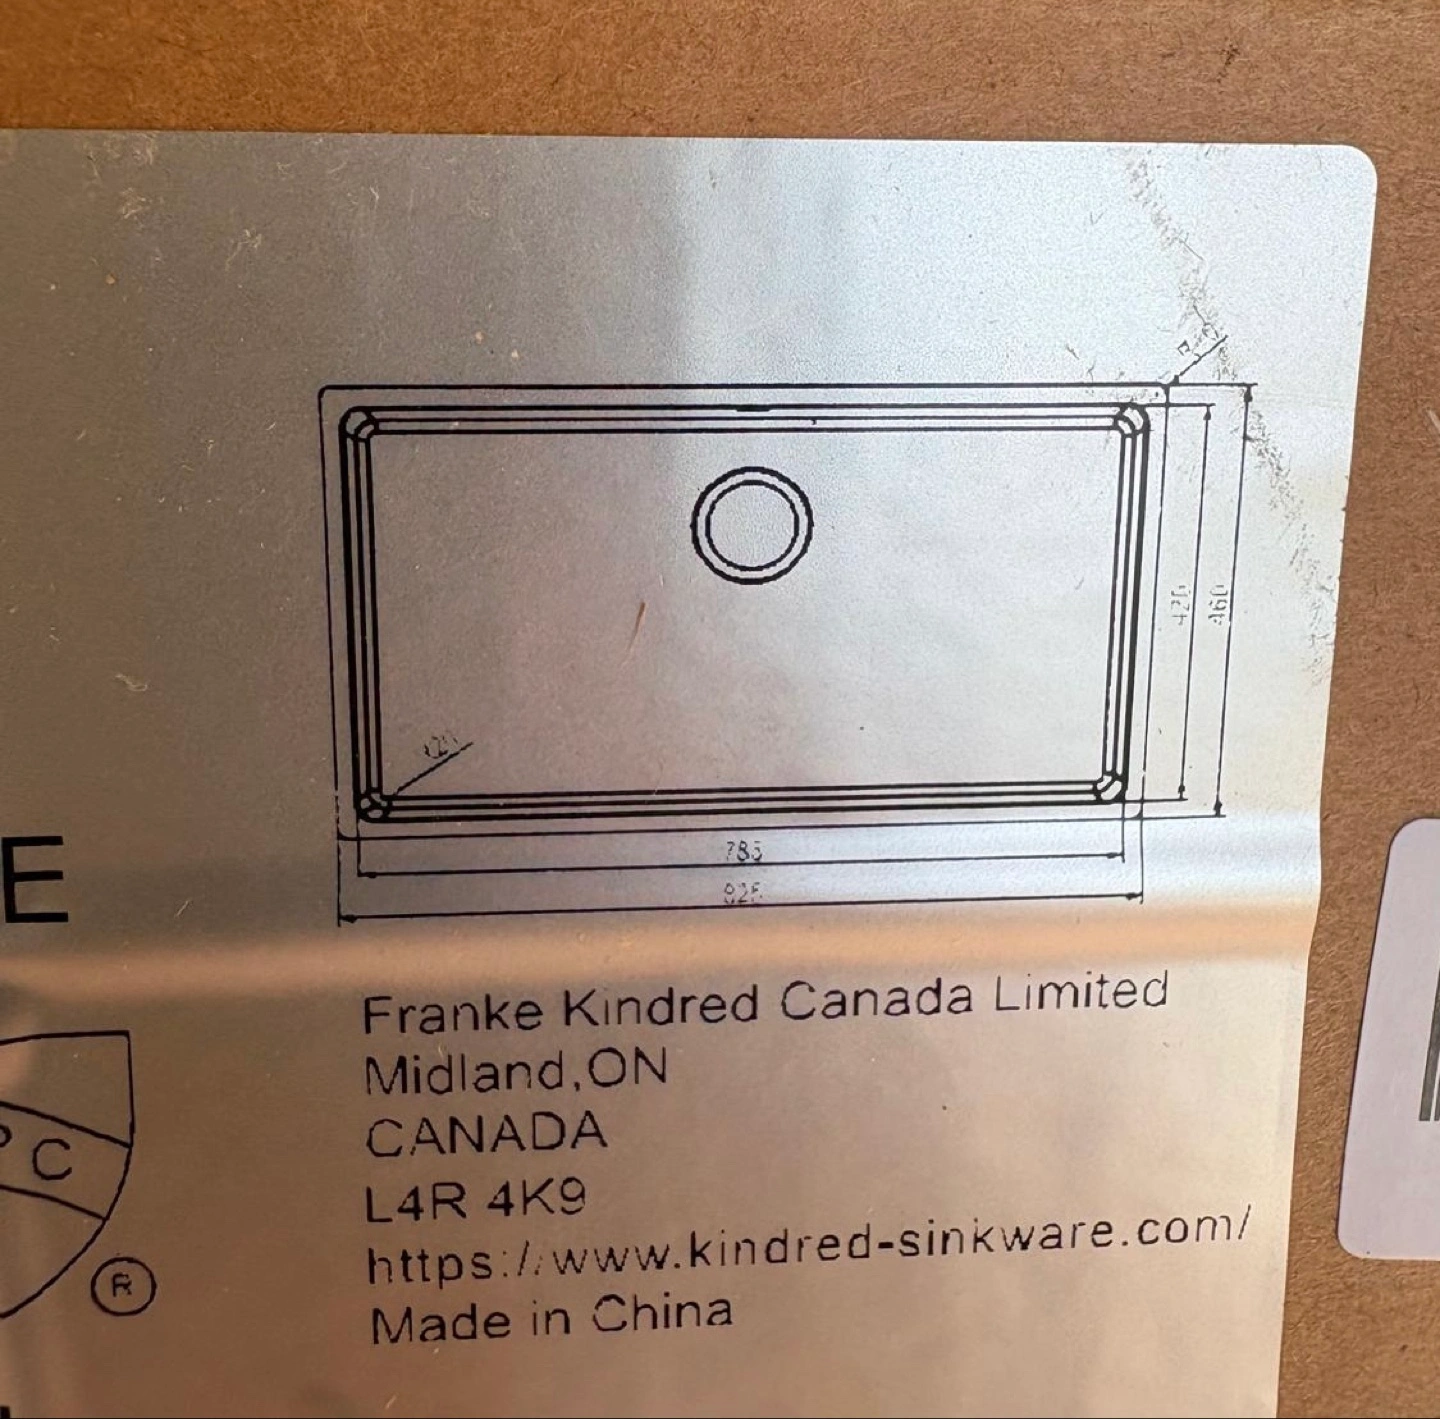 420
460
785
825
E
Franke Kindred Canada Limited
Midland,ON
CANADA
C
L4R 4K9
https://www.kindred-sinkware.com/
R
Made in China